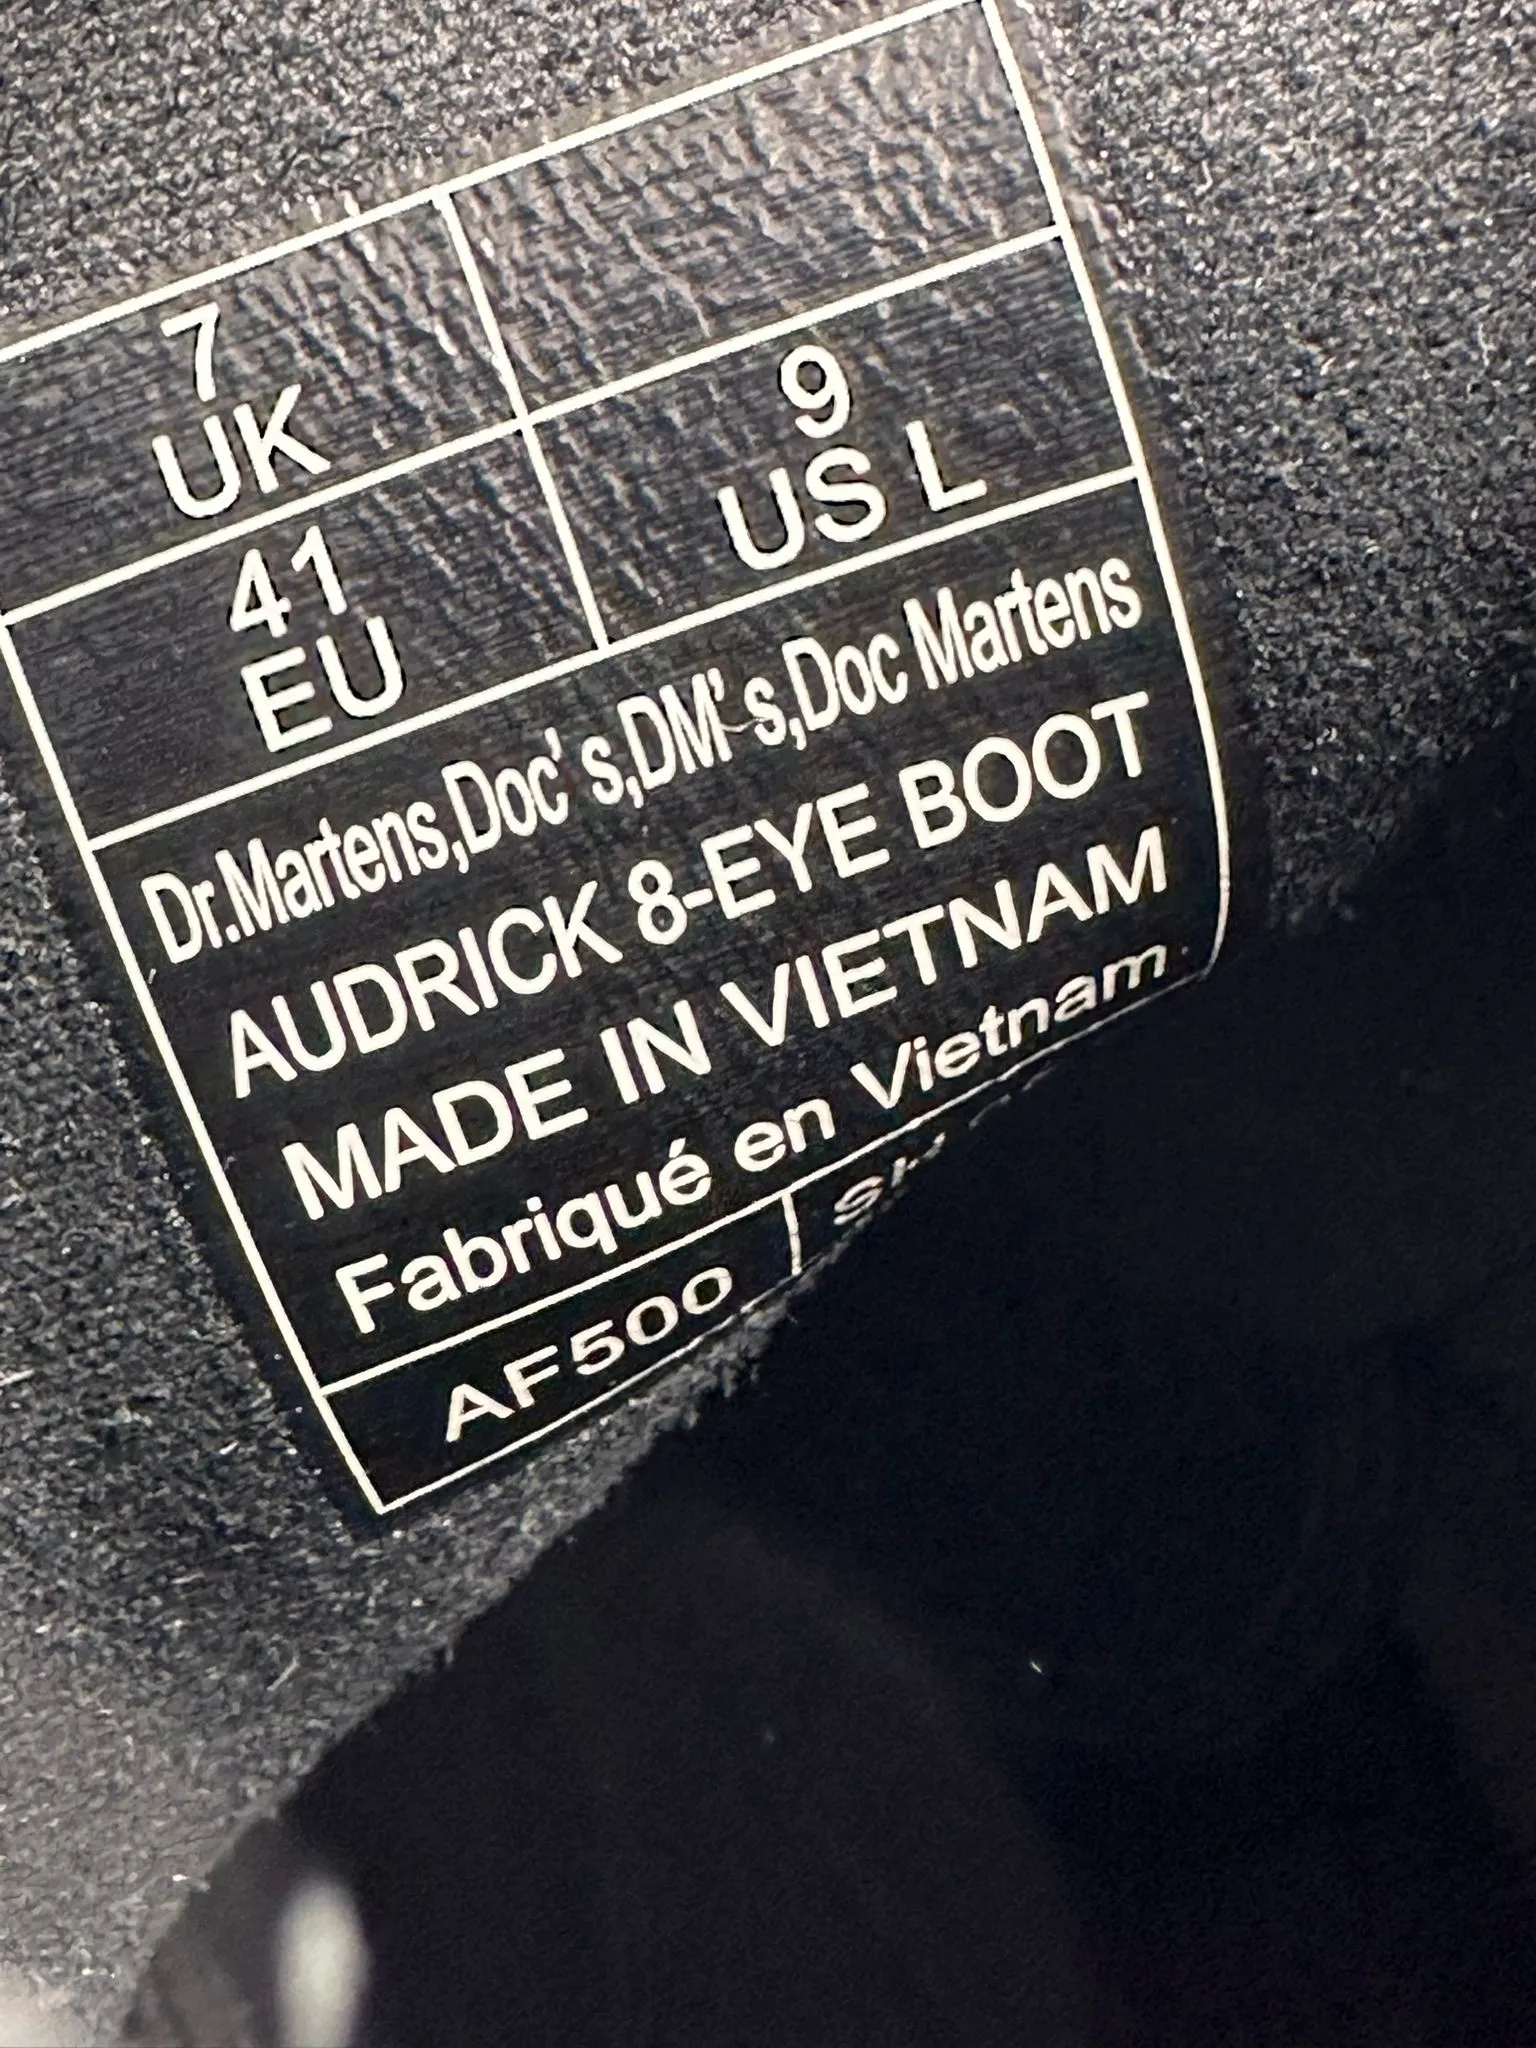 7
UK
41
EU
9
US L
Dr.Martens,Doc's,DM's,Doc Martens
AUDRICK 8-EYE BOOT
MADE IN VIETNAM
Fabriqué en Vietnam
AF500